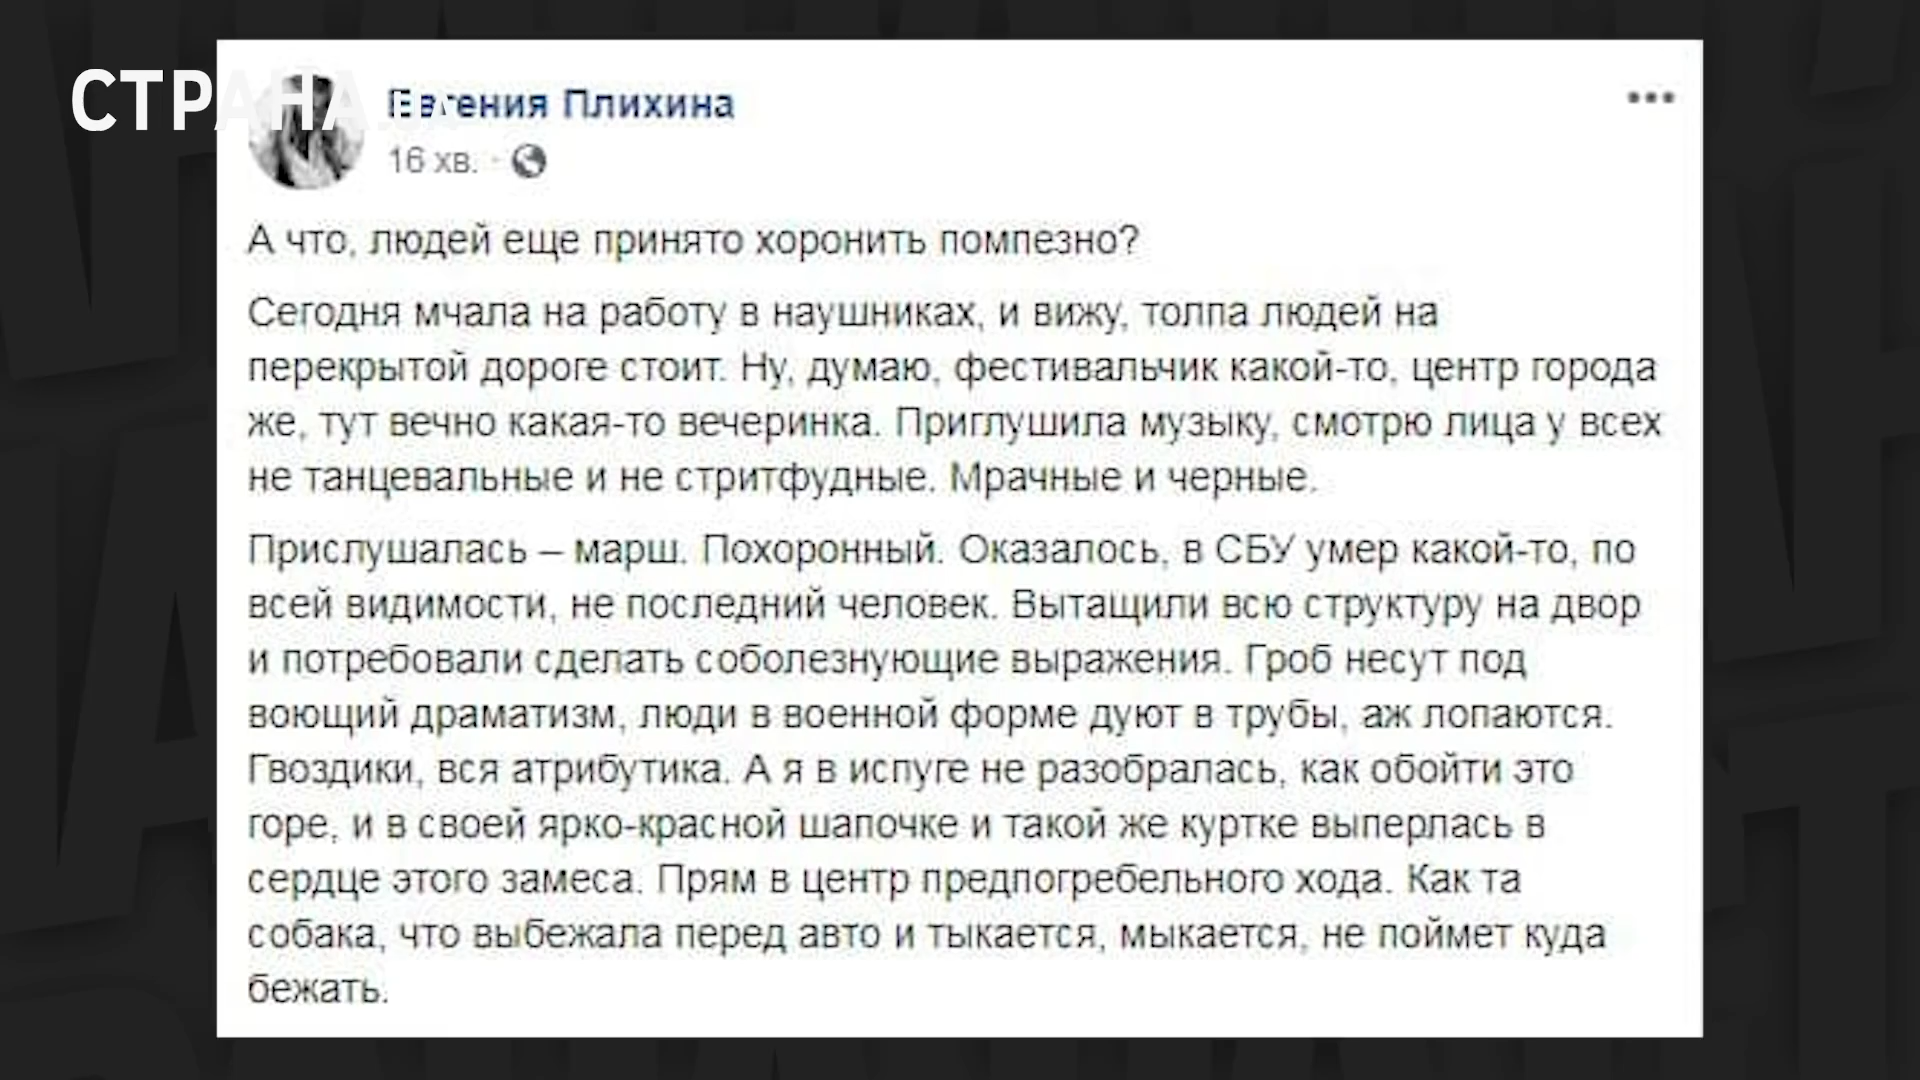 СТРАНА.UA
Евгения Плихина
16 хв.
А что, людей еще принято хоронить помпезно?
Сегодня мчала на работу в наушниках, и вижу, толпа людей на
перекрытой дороге стоит. Ну, думаю, фестивальчик какой-то, центр города
же, тут вечно какая-то вечеринка. Приглушила музыку, смотрю лица у всех
не танцевальные и не стритфудные. Мрачные и черные.
Прислушалась – марш. Похоронный. Оказалось, в СБУ умер какой-то, по
всей видимости, не последний человек. Вытащили всю структуру на двор
и потребовали сделать соболезнующие выражения. Гроб несут под
воющий драматизм, люди в военной форме дуют в трубы, аж лопаются.
Гвоздики, вся атрибутика. А я в испуге не разобралась, как обойти это
горе, и в своей ярко-красной шапочке и такой же куртке выперлась в
сердце этого замеса. Прям в центр предпогребельного хода. Как та
собака, что выбежала перед авто и тыкается, мыкается, не поймет куда
бежать.